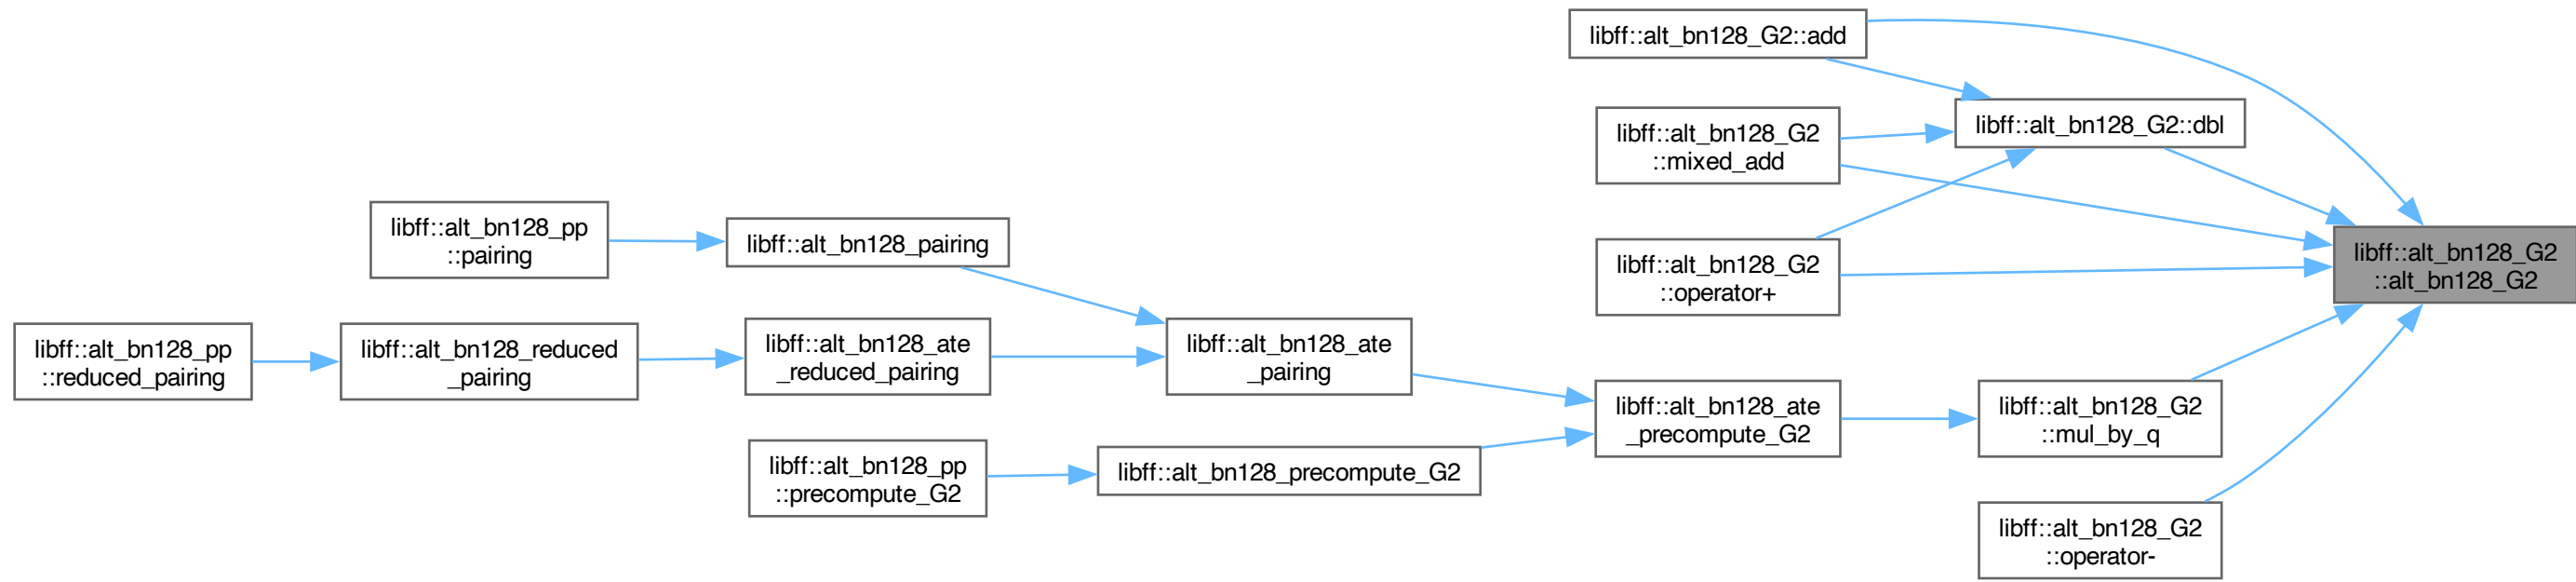 libff::alt_bn128_G2::add
libff::alt_bn128_G2::dbl
libff::alt_bn128_G2
::mixed_add
libff::alt_bn128_pp
::pairing
libff::alt_bn128_pairing
libff::alt_bn128_G2
::operator+
libff::alt_bn128_G2
::alt_bn128_G2
libff::alt_bn128_pp
::reduced_pairing
libff::alt_bn128_reduced
_pairing
libff::alt_bn128_ate
_reduced_pairing
libff::alt_bn128_ate
_pairing
libff::alt_bn128_ate
_precompute_G2
libff::alt_bn128_G2
::mul_by_q
libff::alt_bn128_pp
::precompute_G2
libff::alt_bn128_precompute_G2
libff::alt_bn128_G2
::operator-